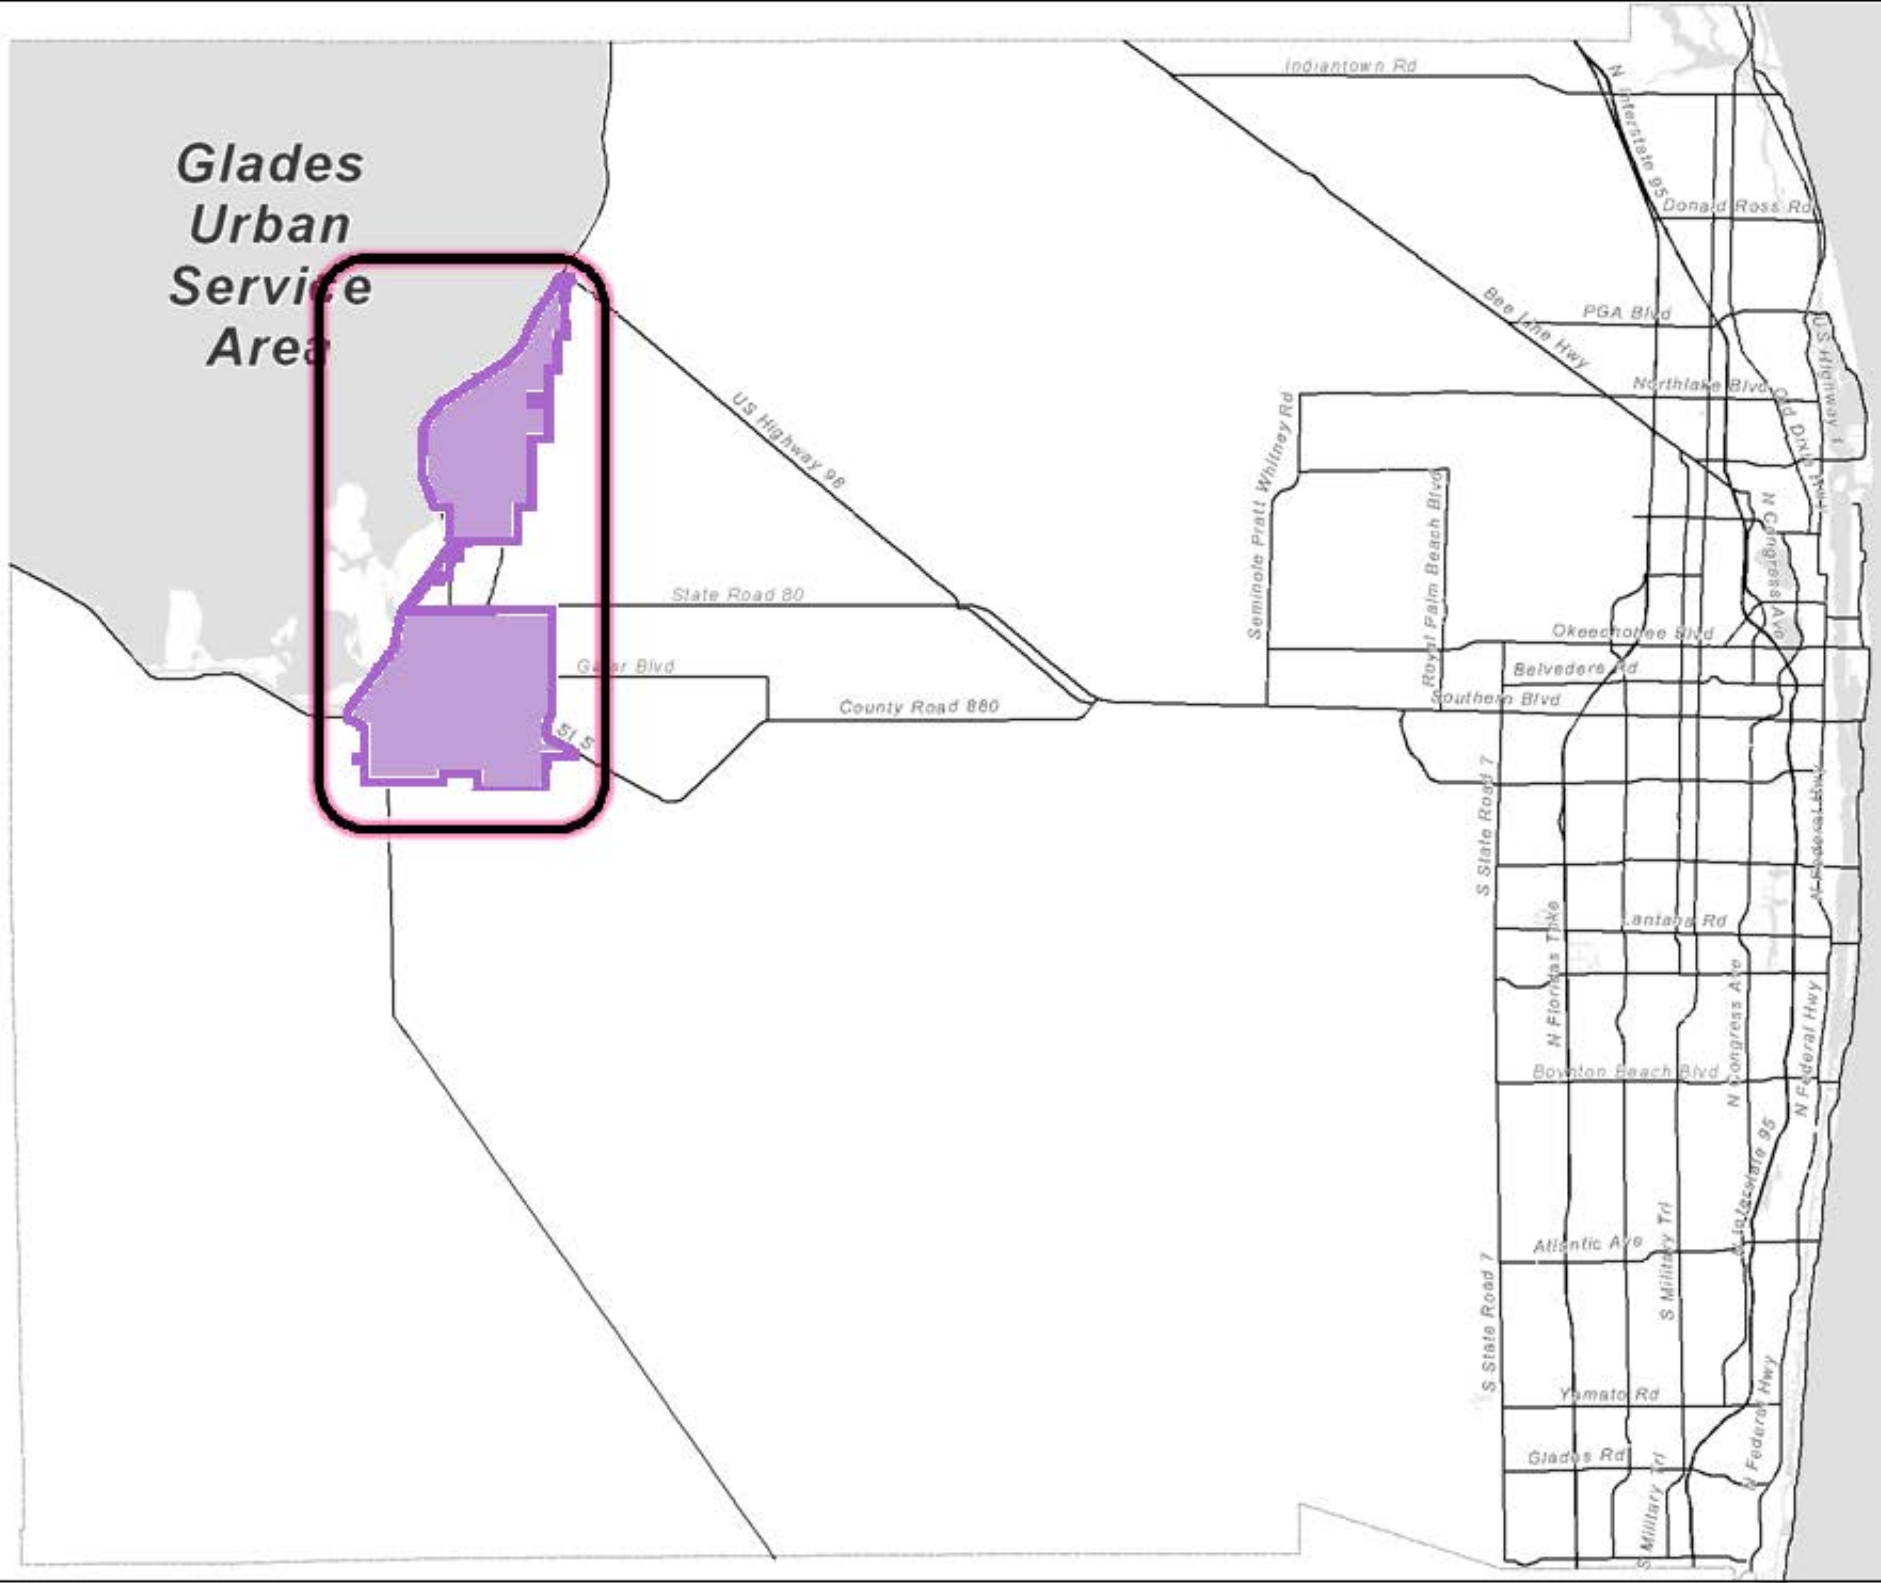 Indiantown Rd
N Interstate 95
Glades
Urban
Service
Area
Donald Ross Rd
Bee Line Hwy
PGA Blvd
US Highway 1
Northlake Blvd
Old Dixie Hwy
US Highway 98
Seminole Pratt Whitney Rd
Royal Palm Beach Blvd
N Congress Ave
State Road 80
Okeechobee Blvd
Gator Blvd
Belvedere Rd
County Road 880
Southern Blvd
S State Road 7
N Federal Hwy
Lantana Rd
N Floridas Tpke
N Congress Ave
N Federal Hwy
Boynton Beach Blvd
N Interstate 95
S Military Trl
Atlantic Ave
S State Road 7
Yamato Rd
N Federal Hwy
Glades Rd
S Military Trl